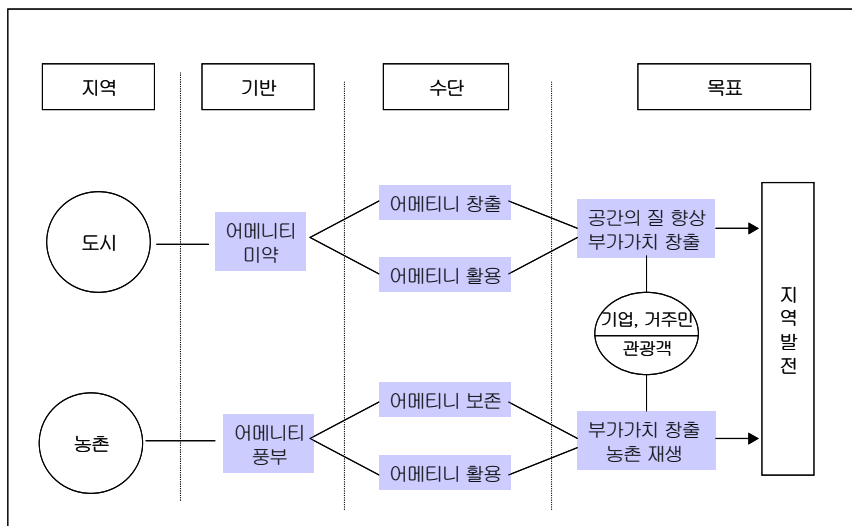 지역
기반
수단
목표
도시
어메니티
미약
어메티니 창출
어메티니 활용
공간의 질 향상
부가가치 창출
기업, 거주민
관광객
지역발전
농촌
어메니티
풍부
어메티니 보존
어메티니 활용
부가가치 창출
농촌 재생